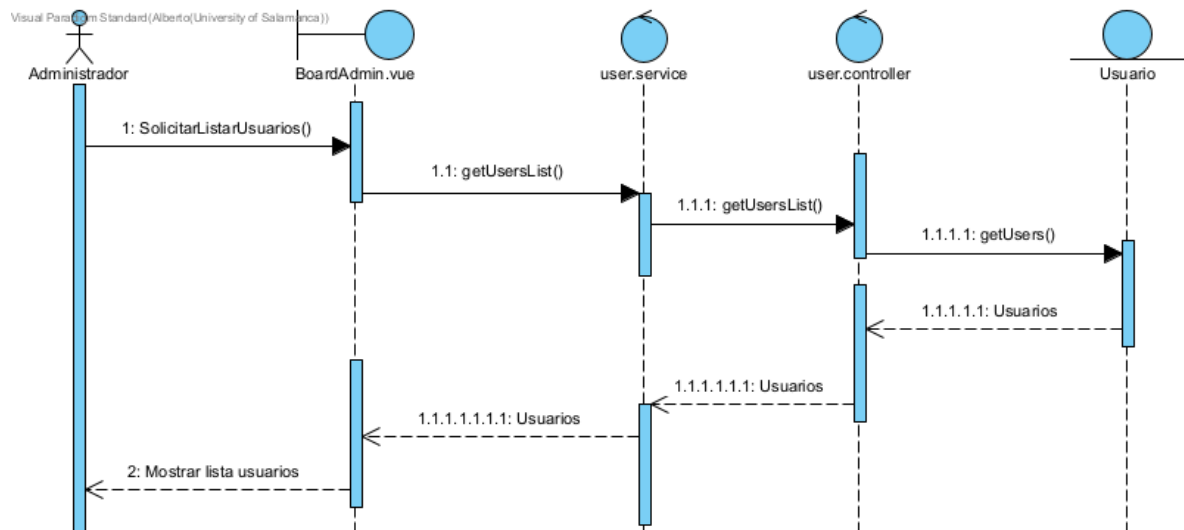 Visual Paradigm Standard(Alberto(University of Salamanca))
Administrador
BoardAdmin.vue
user.service
user.controller
Usuario
1: SolicitarListarUsuarios()
1.1: getUsersList()
1.1.1: getUsersList()
1.1.1.1: getUsers()
1.1.1.1.1: Usuarios
1.1.1.1.1.1: Usuarios
1.1.1.1.1.1.1: Usuarios
2: Mostrar lista usuarios